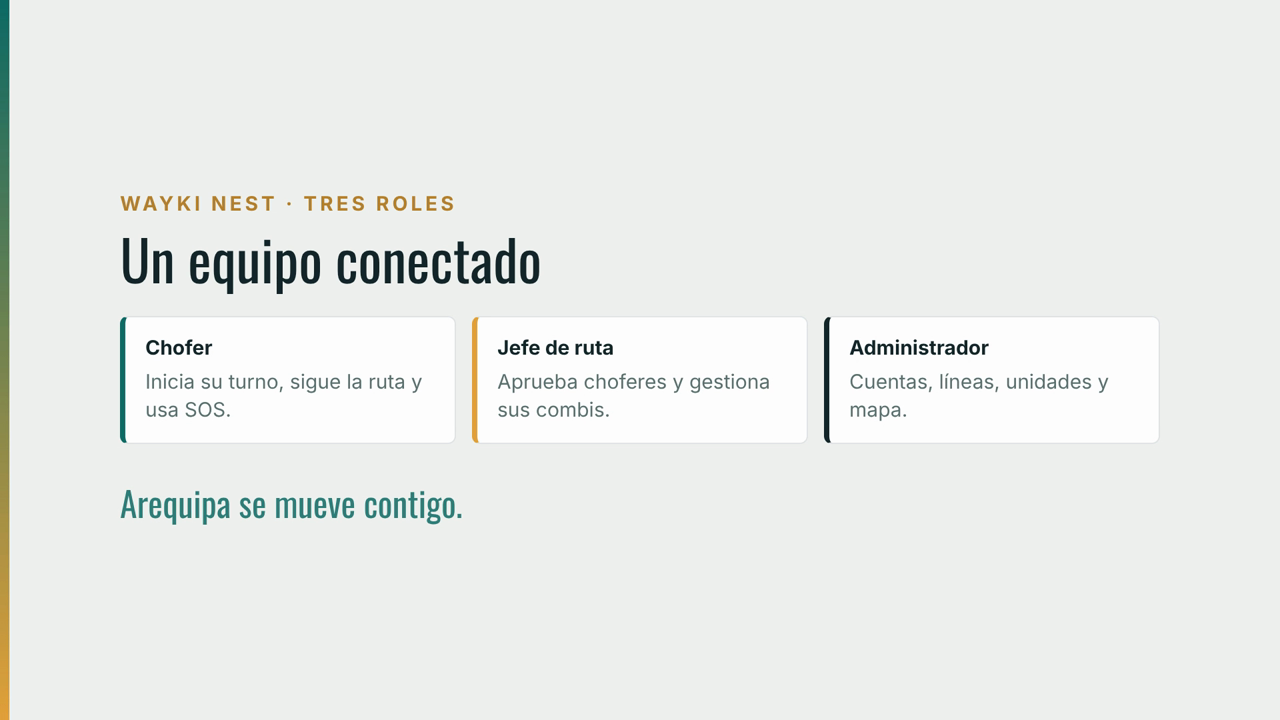 WAYKI NEST · TRES ROLES
Un equipo conectado
Chofer
Inicia su turno, sigue la ruta y
usa SOS.
Jefe de ruta
Aprueba choferes y gestiona
sus combis.
Administrador
Cuentas, líneas, unidades y
mapa.
Arequipa se mueve contigo.